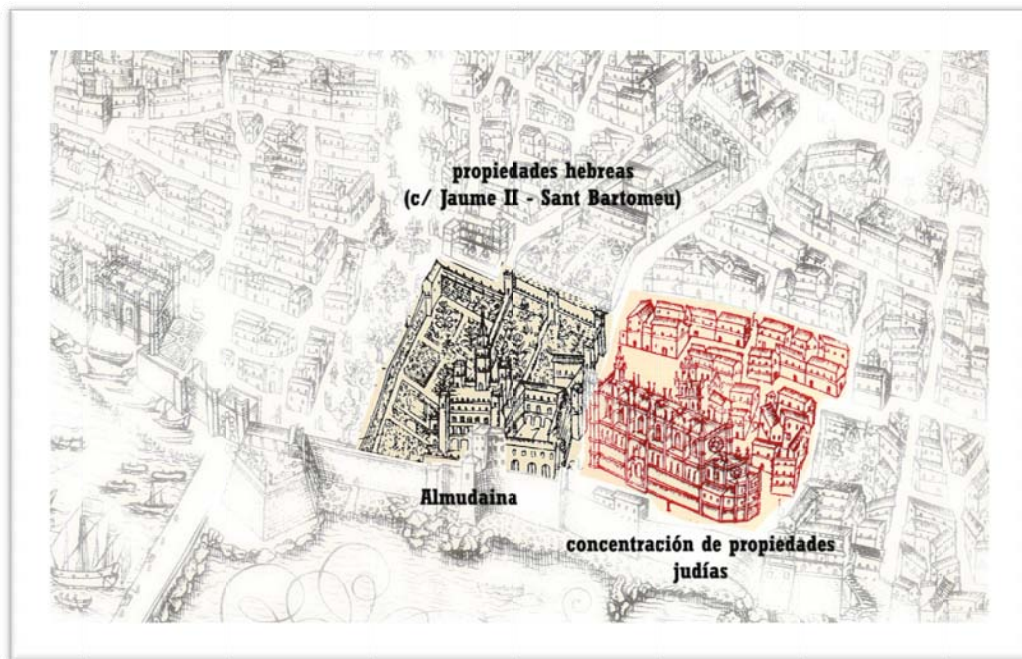 propiedades hebreas
(c/ Jaume II - Sant Bartomeu)
Almudaina
concentración de propiedades
judías